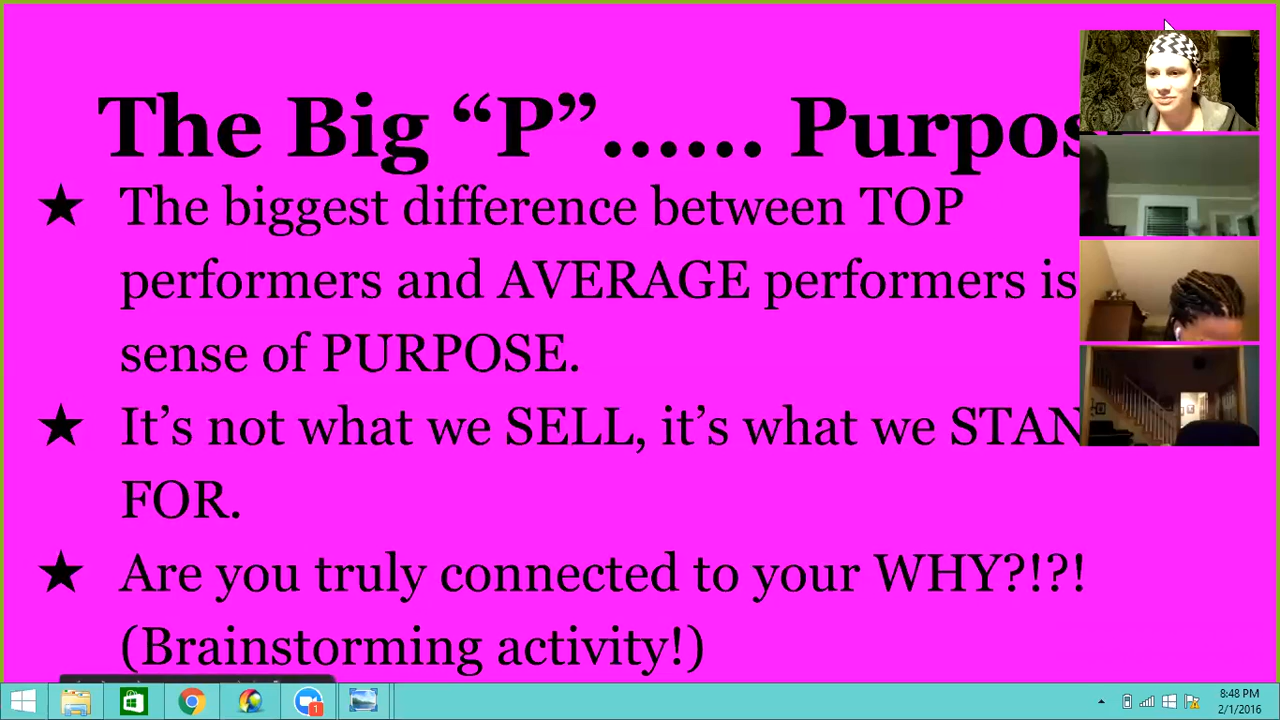 The Big “P”...... Purpos
★ The biggest difference between TOP
performers and AVERAGE performers is
sense of PURPOSE.
★ It’s not what we SELL, it’s what we STAN
FOR.
★ Are you truly connected to your WHY?!?!
(Brainstorming activity!)
1
8:48 PM
2/1/2016